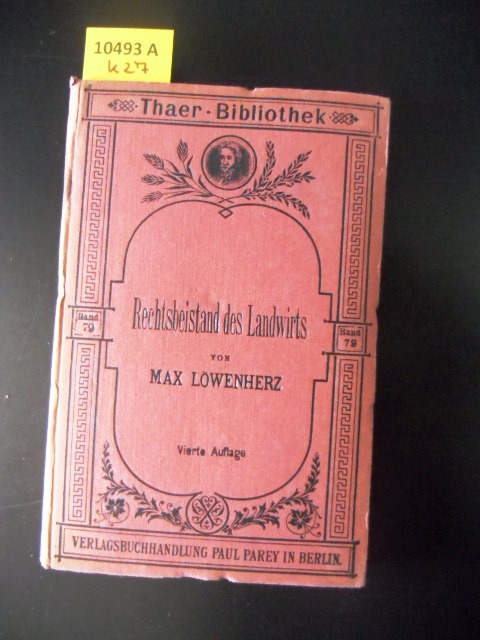 10493 A
k27
Thaer · Bibliothek
Rechtsbeistand des Landwirts
VON
MAX LÖWENHERZ
Band
79
Band
79
Vierte Auflage
VERLAGSBUCHHANDLUNG PAUL PAREY IN BERLIN.